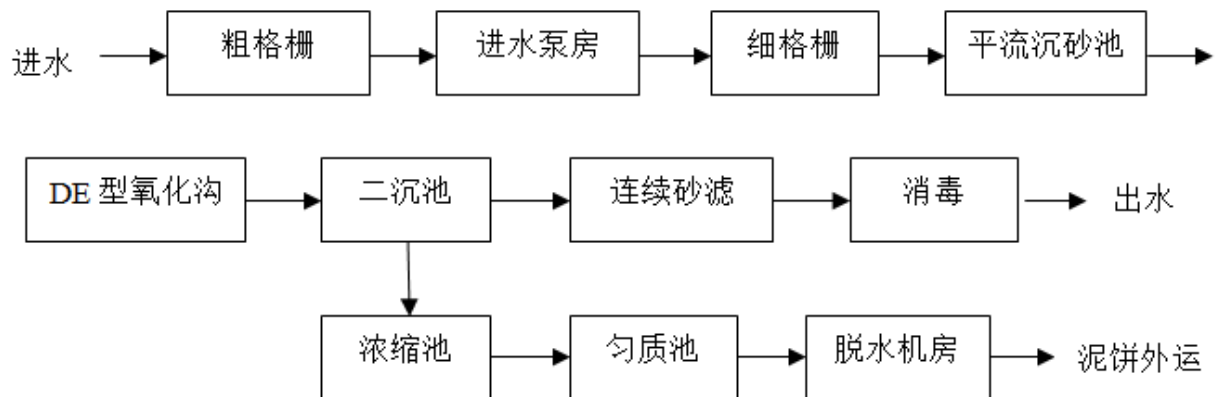 进水
粗格栅
进水泵房
细格栅
平流沉砂池
DE 型氧化沟
二沉池
连续砂滤
消毒
出水
浓缩池
匀质池
脱水机房
泥饼外运